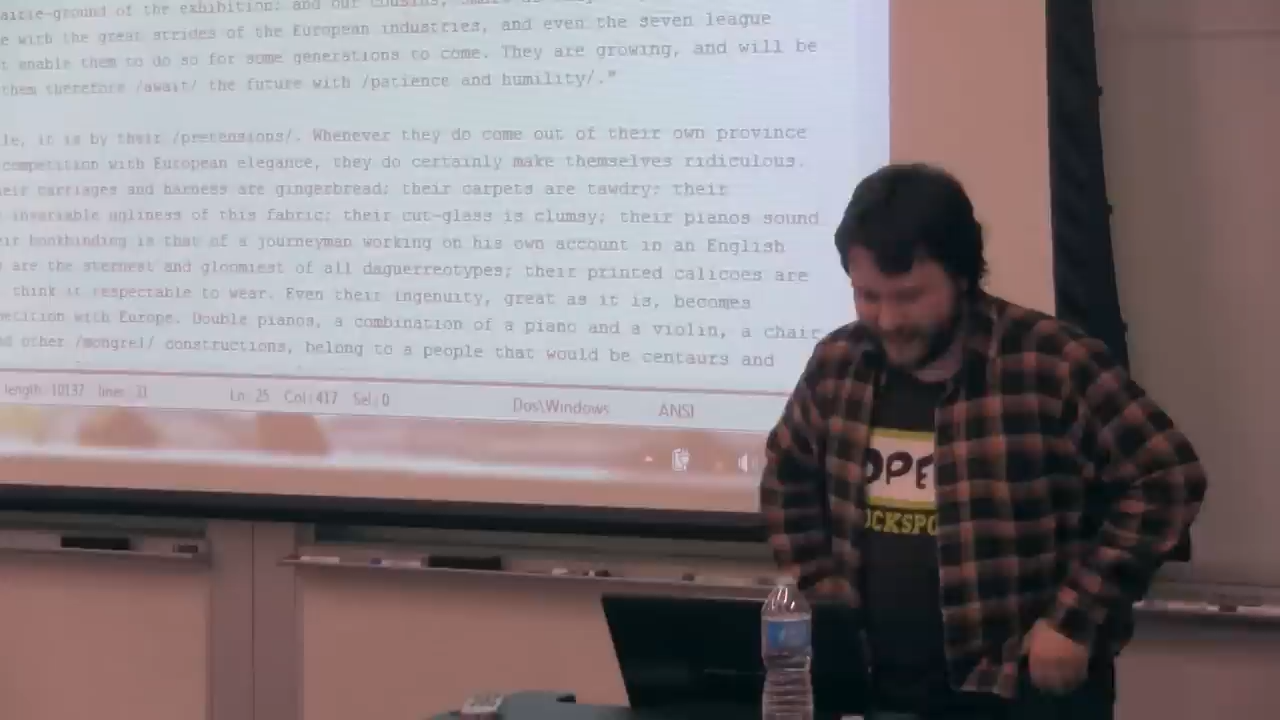 airie-ground of the exhibition: and our cousins,
e with the great strides of the European industries, and even the seven league
t enable them to do so for some generations to come. They are growing, and will be
them therefore /await/ the future with /patience and humility/."
le, it is by their /pretensions/. Whenever they do come out of their own province
competition with European elegance, they do certainly make themselves ridiculous.
eir carriages and harness are gingerbread; their carpets are tawdry; their
invariable ugliness of this fabric; their cut-glass is clumsy; their pianos sound
eir bookbinding is that of a journeyman working on his own account in an English
are the sternest and gloomiest of all daguerreotypes; their printed calicoes are
think it respectable to wear. Even their ingenuity, great as it is, becomes
petition with Europe. Double pianos, a combination of a piano and a violin, a chair
nd other /mongrel/ constructions, belong to a people that would be centaurs and
length: 10137 lines: 31 Ln: 25 Col: 417 Sel: 0 Dos\Windows ANSI
OPE
OCKSPO